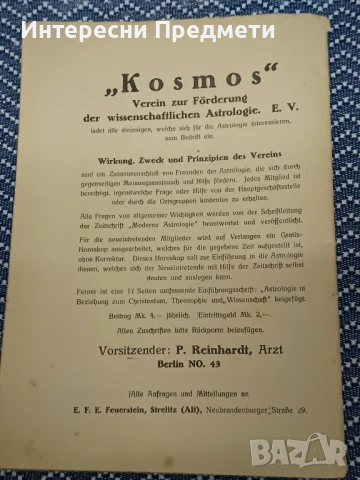 Интересни Предмети
„Kosmos“
Verein zur Förderung
der wissenschaftlichen Astrologie. E. V.
ladet alle diejenigen, welche sich für die Astrologie interessieren,
zum Beitritt ein.
Wirkung, Zweck und Prinzipien des Vereins
sind ein Zusammenschluß von Freunden der Astrologie, die sich durch
gegenseitigen Meinungsaustausch und Hilfe fördern. Jedes Mitglied ist
berechtigt, irgendwelche Frage oder Hilfe von der Hauptgeschäftsstelle
oder durch die Ortsgruppen kostenlos zu erhalten.
Alle Fragen von allgemeiner Wichtigkeit werden von der Schriftleitung
der Zeitschrift „Moderne Astrologie“ beantwortet und veröffentlicht.
Für die neueintretenden Mitglieder wird auf Verlangen ein Gratis-
Horoskop ausgearbeitet, welches für die gegebene Zeit aufgestellt ist,
ohne Korrektur. Dieses Horoskop soll zur Einführung in die Astrologie
dienen, welches sich der Neueintretende mit Hilfe der Zeitschrift selbst
deuten und auslegen kann.
Ferner ist eine 17 Seiten umfassende Einführungsschrift: „Astrologie in
Beziehung zum Christentum, Theosophie und „Wissenschaft“ beigefügt.
Beitrag Mk. 4,— jährlich. Eintrittsgeld Mk. 2,—.
Allen Zuschriften bitte Rückporto beizufügen.
Vorsitzender: P. Reinhardt, Arzt
Berlin NO. 43
Alle Anfragen und Mitteilungen an
E. F. E. Feuerstein, Strelitz (Alt), Neubrandenburger Straße 29.
BAZAR